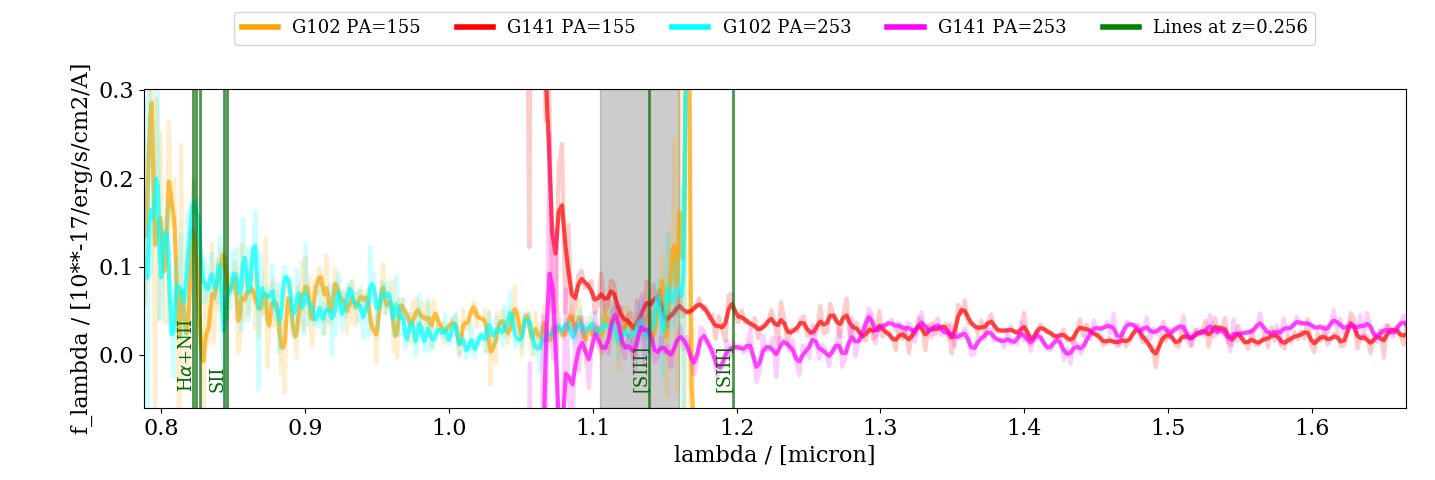 G102 PA=155 G141 PA=155 G102 PA=253 G141 PA=253 Lines at z=0.256
f_lambda / [10**-17/erg/s/cm2/A]
0.3
0.2
0.1
0.0
Hα+NII
SII
[SIII]
[SIII]
0.8 0.9 1.0 1.1 1.2 1.3 1.4 1.5 1.6
lambda / [micron]